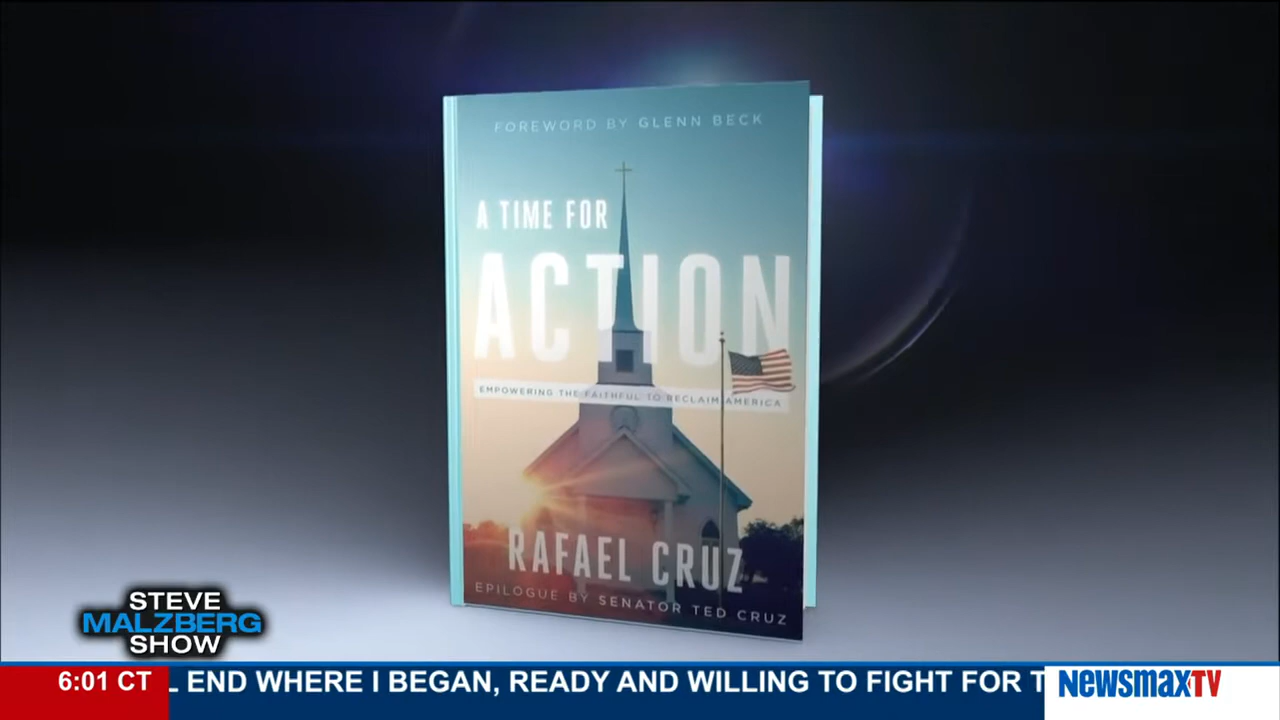 FOREWORD BY GLENN BECK
A TIME FOR
ACTION
EMPOWERING THE FAITHFUL TO RECLAIM AMERICA
RAFAEL CRUZ
EPILOGUE BY SENATOR TED CRUZ
STEVE
MALZBERG
SHOW
6:01 CT
END WHERE I BEGAN, READY AND WILLING TO FIGHT FOR
NEWSMAXTV